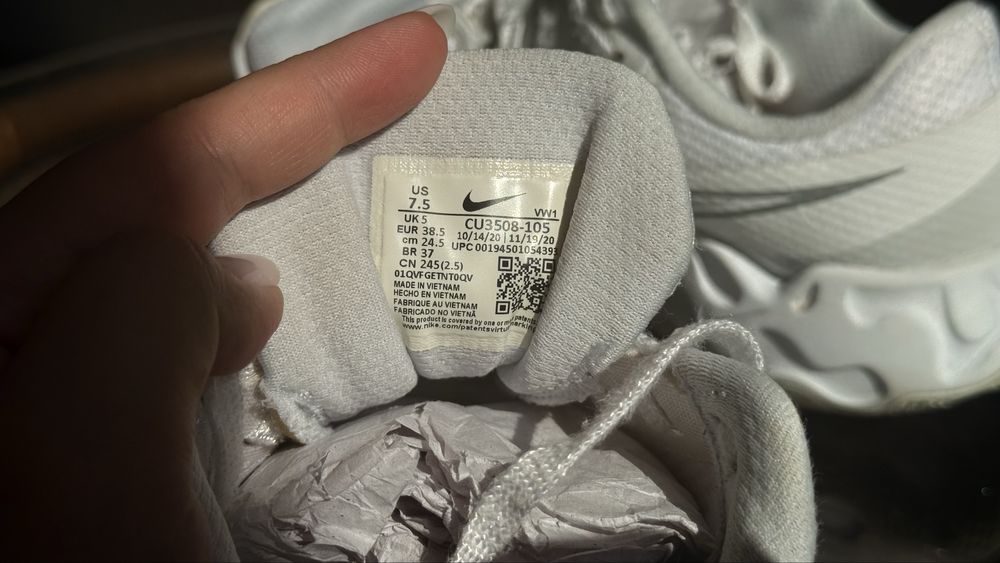 US
7.5
VW1
UK 5
CU3508-105
EUR 38.5
10/14/20 | 11/19/20
cm 24.5
UPC 00194501054393
BR 37
CN 245(2.5)
01QVFGETNT0QV
MADE IN VIETNAM
HECHO EN VIETNAM
FABRIQUE AU VIETNAM
FABRICADO NO VIETNÃ
This product is covered by one or
www.nike.com/patents